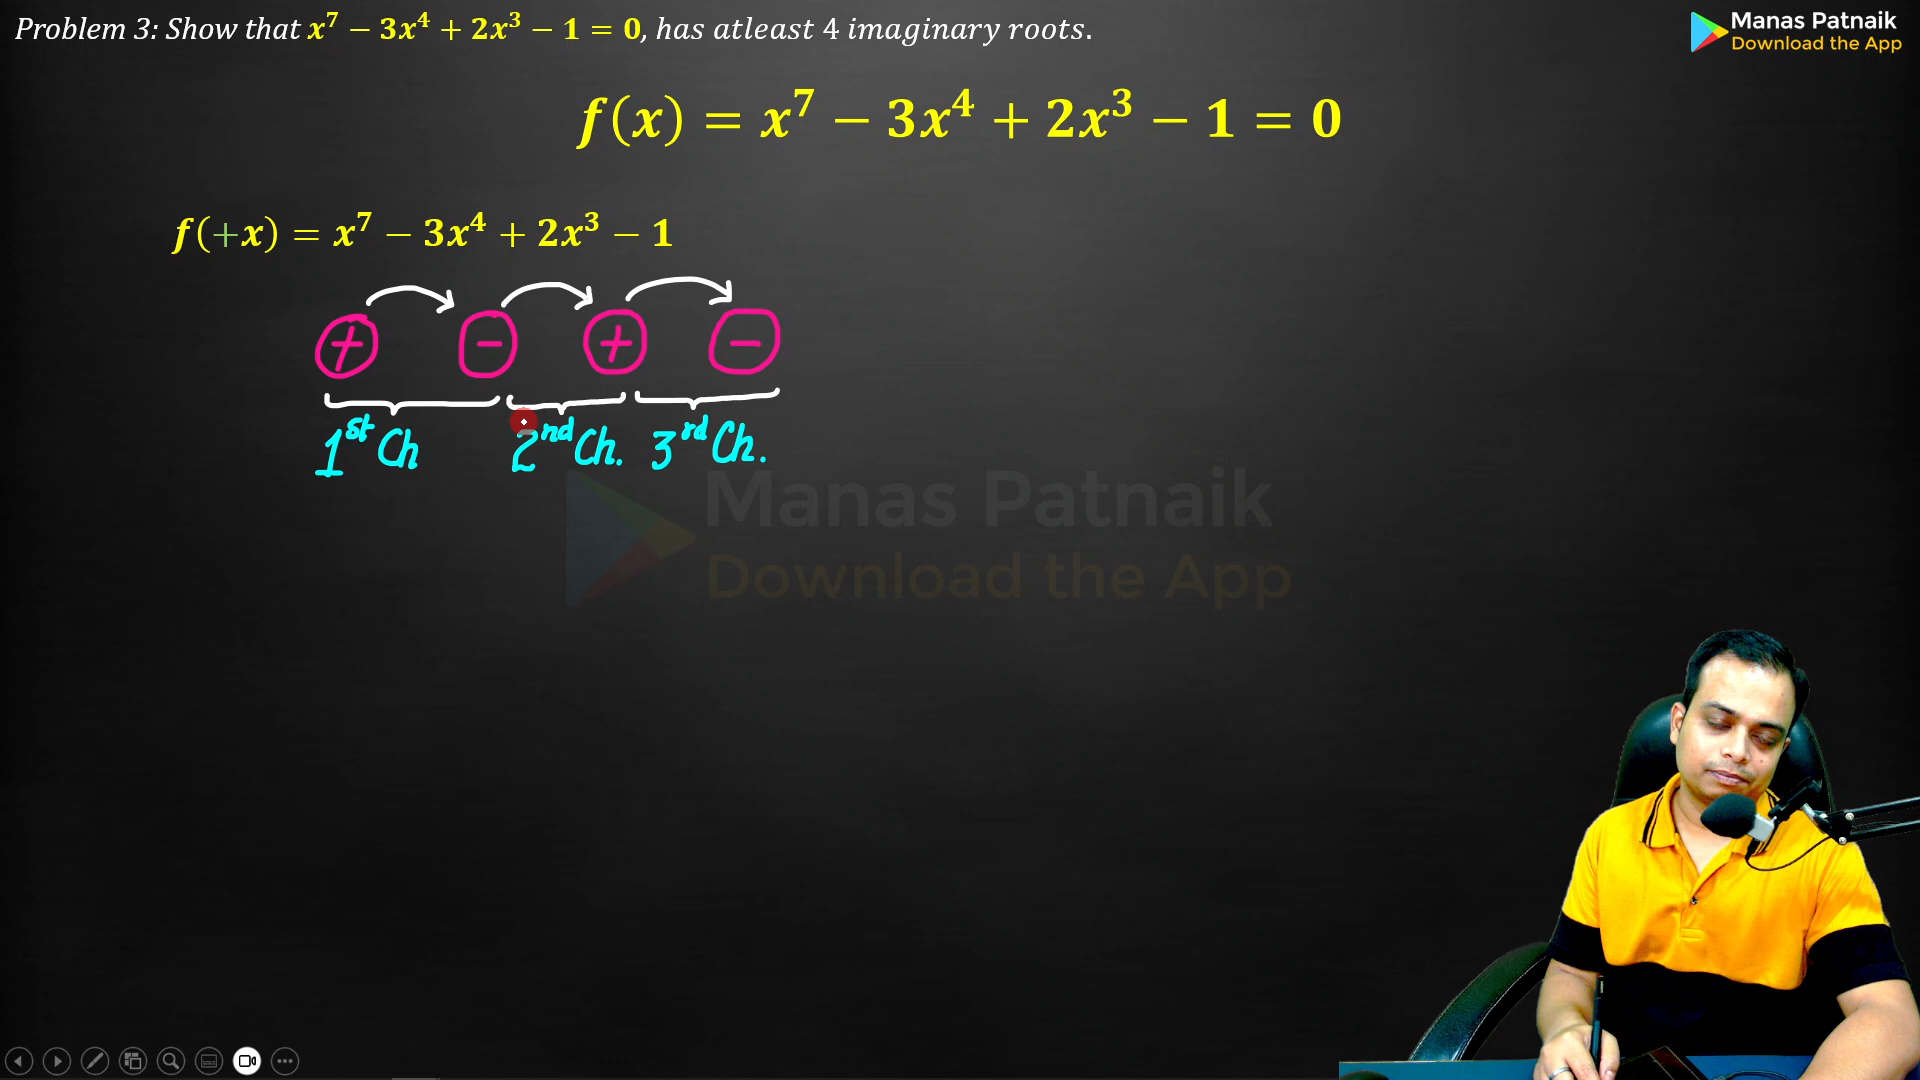 Problem 3: Show that x⁷ − 3x⁴ + 2x³ − 1 = 0, has atleast 4 imaginary roots.
Manas Patnaik
Download the App
f(x) = x⁷ − 3x⁴ + 2x³ − 1 = 0
f(+x) = x⁷ − 3x⁴ + 2x³ − 1
+ − + −
1st Ch 2nd Ch. 3rd Ch.
Manas Patnaik
Download the App